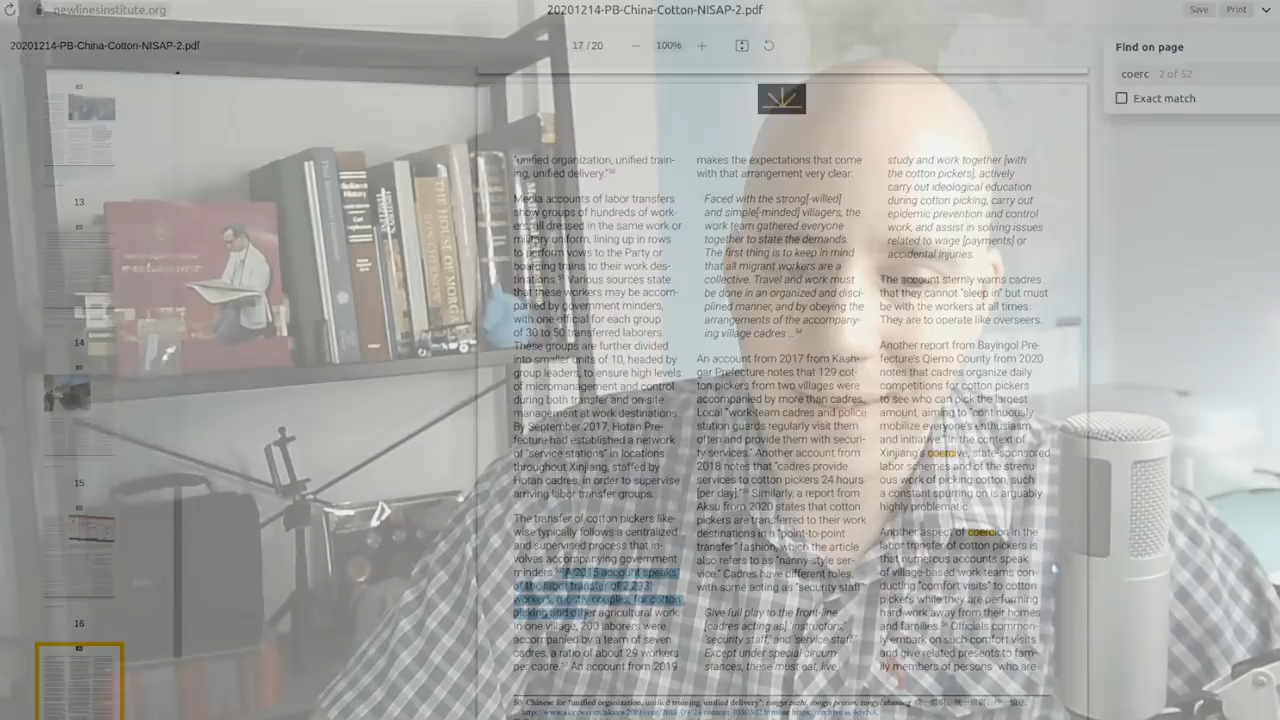 newlinesinstitute.org
20201214-PB-China-Cotton-NISAP-2.pdf
Save
Print
20201214-PB-China-Cotton-NISAP-2.pdf
17 / 20
100%
Find on page
coerc 2 of 52
Exact match
13
14
15
16
THE HOUSE OF MORGAN
"unified organization, unified train-
ing, unified delivery."50
Media accounts of labor transfers
show groups of hundreds of work-
ers, all dressed in the same work or
military uniform, lining up in rows
to perform vows to the Party or
boarding trains to their work des-
tinations.51 Various sources state
that these workers may be accom-
panied by government minders,
with one official for each group
of 30 to 50 transferred laborers.
These groups are further divided
into smaller units of 10, headed by
group leaders, to ensure high levels
of micromanagement and control
during both transfer and on-site
management at work destinations.
By September 2017, Hotan Pre-
fecture had established a network
of "service stations" in locations
throughout Xinjiang, staffed by
Hotan cadres, in order to supervise
arriving labor transfer groups.
The transfer of cotton pickers like-
wise typically follows a centralized
and supervised process that in-
volves accompanying government
minders. A 2015 account speaks
of the labor transfer of 2,293
workers, mostly couples, for cotton
picking and other agricultural work.
In one village, 200 laborers were
accompanied by a team of seven
cadres, a ratio of about 29 workers
per cadre.53 An account from 2019
makes the expectations that come
with that arrangement very clear:
Faced with the strong[-willed]
and simple[-minded] villagers, the
work team gathered everyone
together to state the demands.
The first thing is to keep in mind
that all migrant workers are a
collective. Travel and work must
be done in an organized and disci-
plined manner, and by obeying the
arrangements of the accompany-
ing village cadres ...54
An account from 2017 from Kash-
gar Prefecture notes that 129 cot-
ton pickers from two villages were
accompanied by more than cadres.
Local "work-team cadres and police
station guards regularly visit them
often and provide them with securi-
ty services." Another account from
2018 notes that "cadres provide
services to cotton pickers 24 hours
[per day]."55 Similarly, a report from
Aksu from 2020 states that cotton
pickers are transferred to their work
destinations in a "point-to-point
transfer" fashion, which the article
also refers to as "nanny-style ser-
vice." Cadres have different roles,
with some acting as "security staff"
Give full play to the front-line
[cadres acting as] 'instructors,'
'security staff,' and 'service staff.'
Except under special circum-
stances, these must eat, live,
study and work together [with
the cotton pickers], actively
carry out ideological education
during cotton picking, carry out
epidemic prevention and control
work, and assist in solving issues
related to wage [payments] or
accidental injuries.
The account sternly warns cadres
that they cannot "sleep in" but must
be with the workers at all times.
They are to operate like overseers.
Another report from Bayingol Pre-
fecture's Qiemo County from 2020
notes that cadres organize daily
competitions for cotton pickers
to see who can pick the largest
amount, aiming to "continuously
mobilize everyone's enthusiasm
and initiative." In the context of
Xinjiang's coercive, state-sponsored
labor schemes and of the strenu-
ous work of picking cotton, such
a constant spurring on is arguably
highly problematic.
Another aspect of coercion in the
labor transfer of cotton pickers is
that numerous accounts speak
of village-based work teams con-
ducting "comfort visits" to cotton
pickers while they are performing
hard work away from their homes
and families.56 Officials common-
ly embark on such comfort visits
and give related presents to fam-
ily members of persons who are
50 Chinese for "unified organization, unified training, unified delivery":